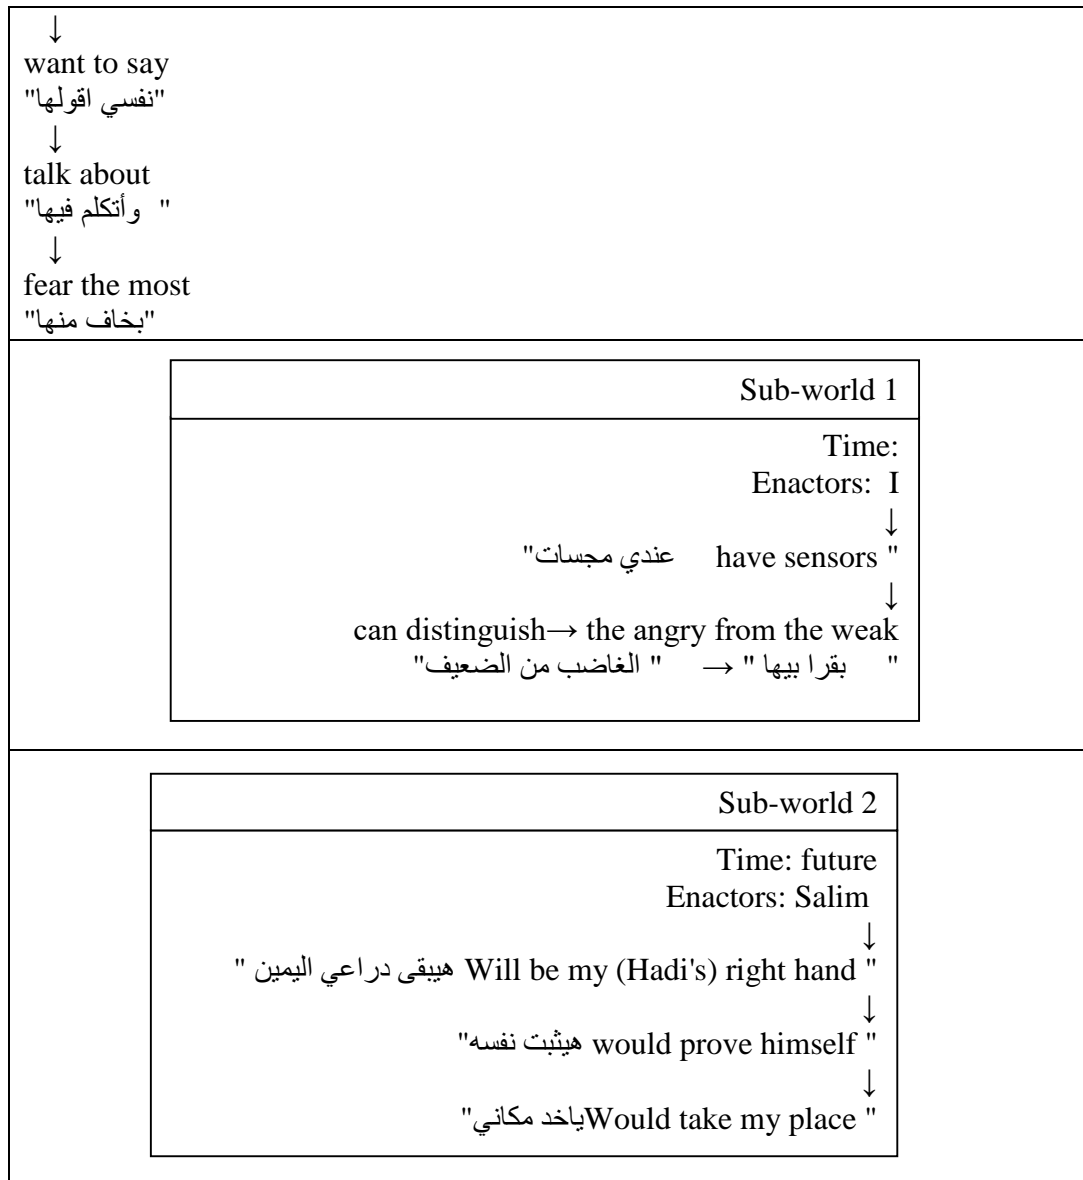 ↓
want to say
"نفسي اقولها"
↓
talk about
" وأتكلم فيها"
↓
fear the most
"بخاف منها"
Sub-world 1
Time:
Enactors: I
↓
" have sensors عندي مجسات"
↓
can distinguish→ the angry from the weak
" بقرا بيها " → " الغاضب من الضعيف"
Sub-world 2
Time: future
Enactors: Salim
↓
" Will be my (Hadi's) right hand هيبقى دراعي اليمين "
↓
" would prove himself هيثبت نفسه"
↓
" Would take my placeياخد مكاني"